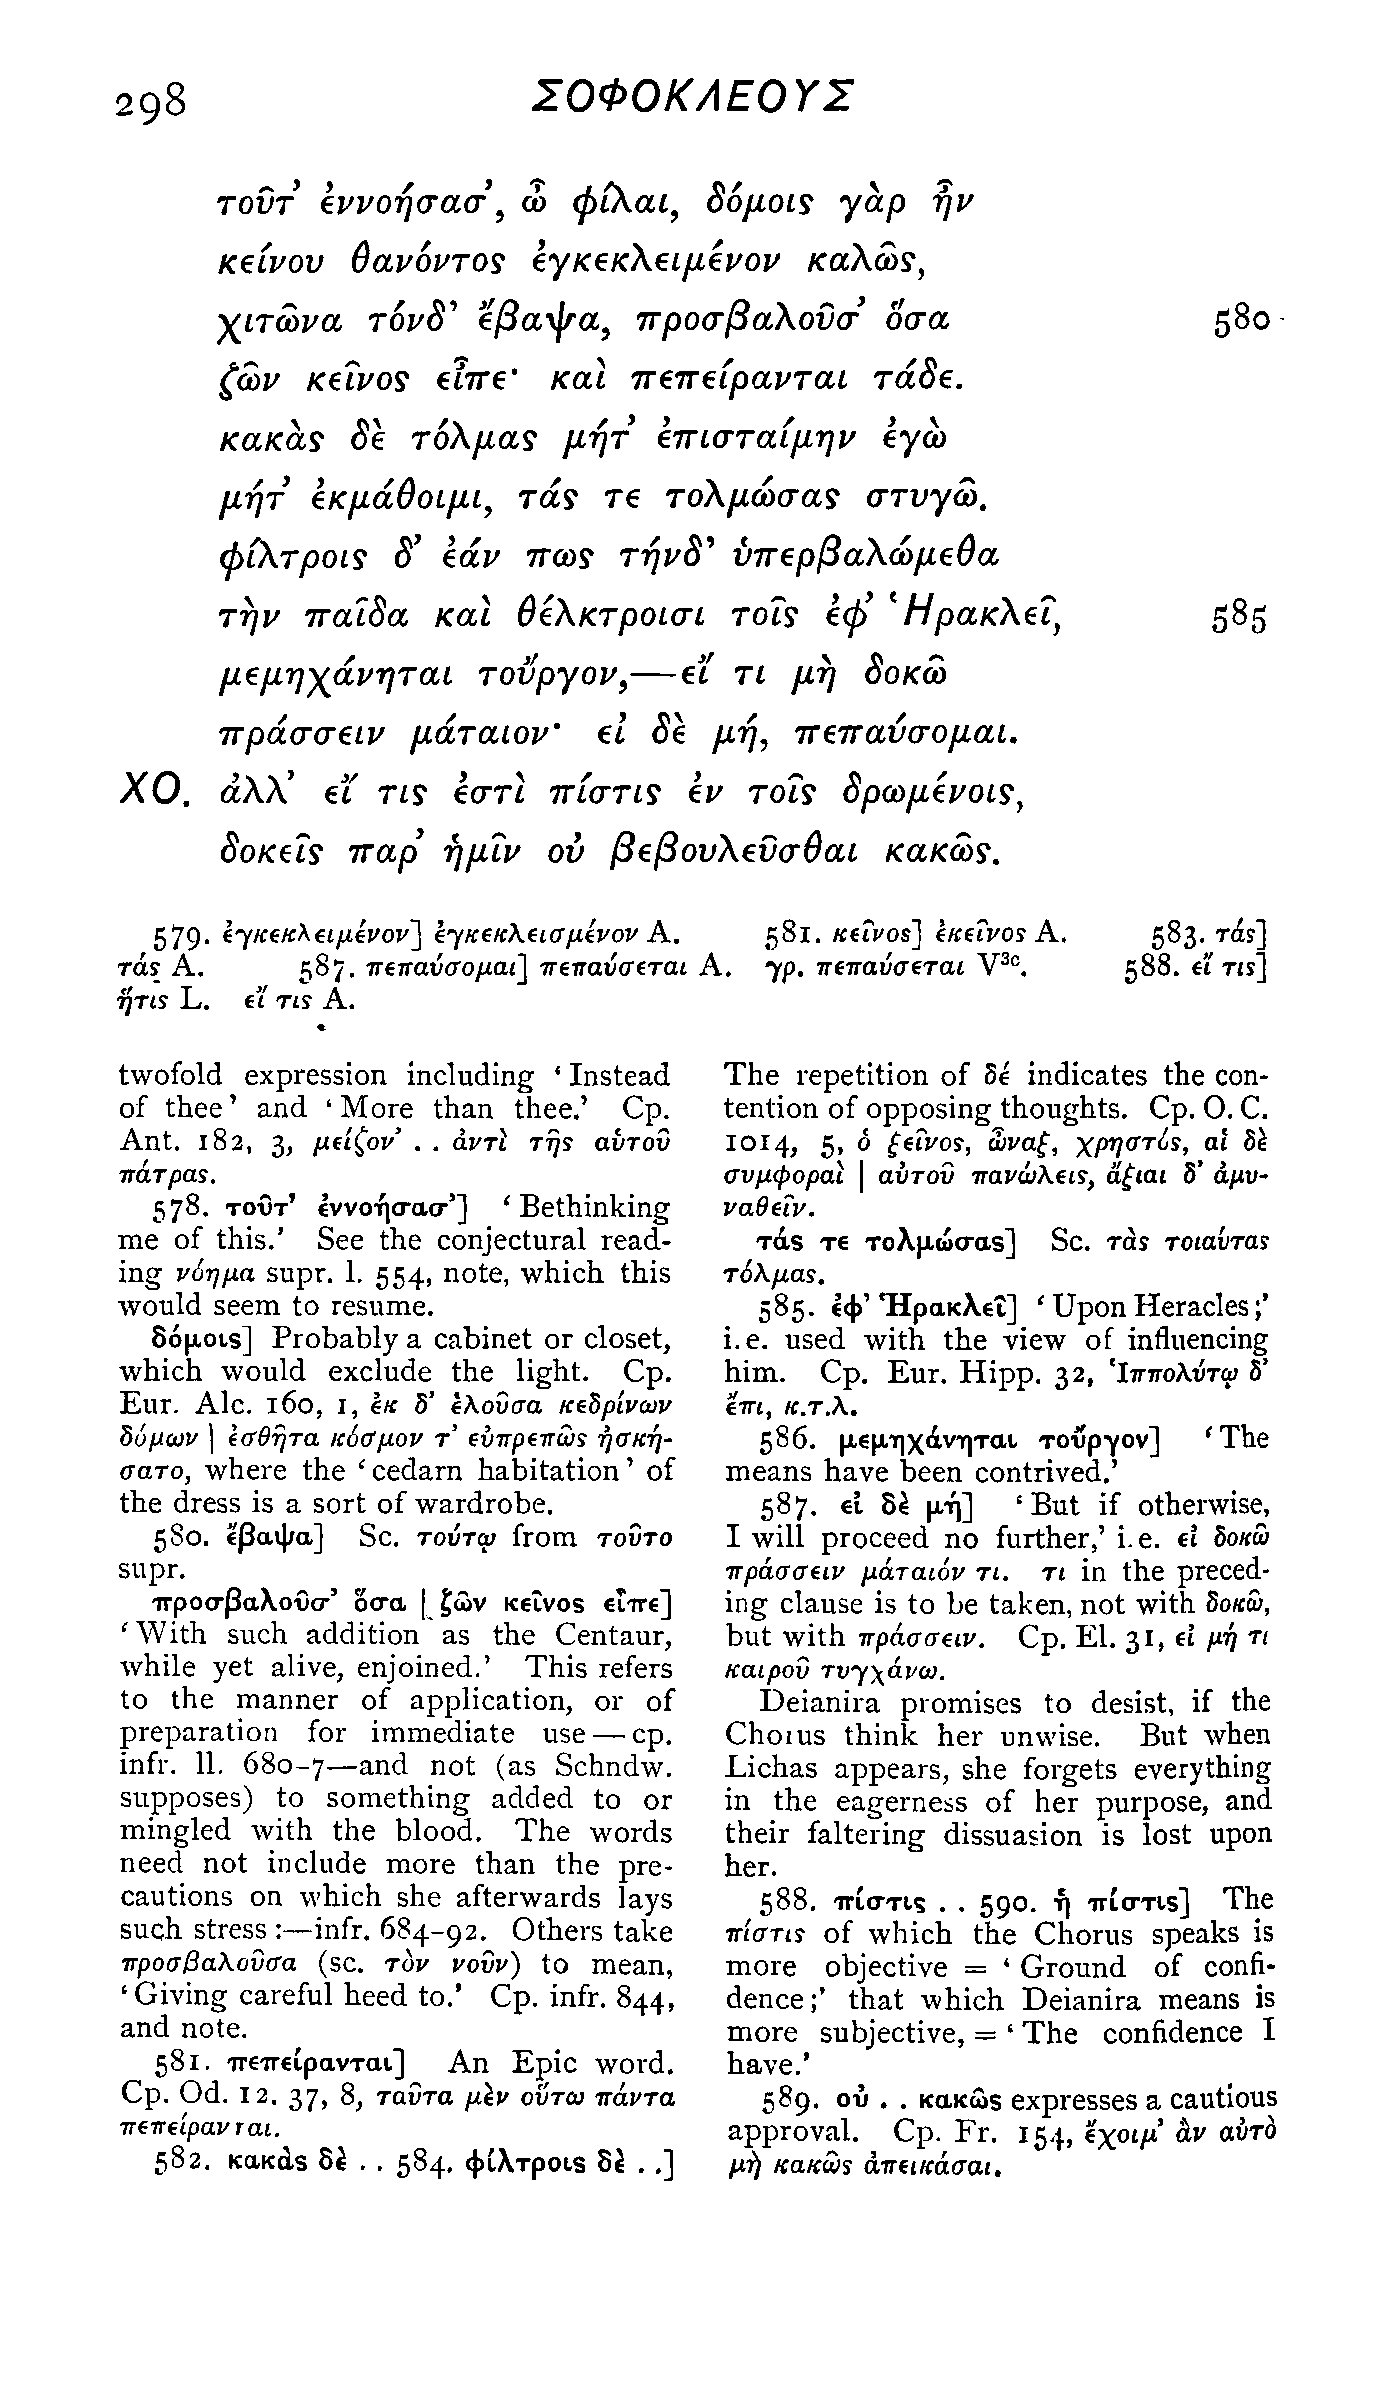 298 ΣΟΦΟΚΛΕΟΥΣ
τοῦτ’ ἐννοήσασ’, ὦ φίλαι, δόμοις γὰρ ἦν
κείνου θανόντος ἐγκεκλειμένον καλῶς,
χιτῶνα τόνδ’ ἔβαψα, προσβαλοῦσ’ ὅσα 580
ζῶν κεῖνος εἶπε· καὶ πεπείρανται τάδε.
κακὰς δὲ τόλμας μήτ’ ἐπισταίμην ἐγὼ
μήτ’ ἐκμάθοιμι, τάς τε τολμώσας στυγῶ.
φίλτροις δ’ ἐάν πως τήνδ’ ὑπερβαλώμεθα
τὴν παῖδα καὶ θέλκτροισι τοῖς ἐφ’ Ἡρακλεῖ, 585
μεμηχάνηται τοὔργον,—εἴ τι μὴ δοκῶ
πράσσειν μάταιον· εἰ δὲ μή, πεπαύσομαι.
ΧΟ. ἀλλ’ εἴ τις ἐστὶ πίστις ἐν τοῖς δρωμένοις,
δοκεῖς παρ’ ἡμῖν οὐ βεβουλεῦσθαι κακῶς.
579. ἐγκεκλειμένον] ἐγκεκλεισμένον A. 581. κεῖνος] ἐκεῖνος A. 583. τάς]
τάς A. 587. πεπαύσομαι] πεπαύσεται A. γρ. πεπαύσεται V³ᶜ. 588. εἴ τις]
ἥτις L. εἴ τις A.
twofold expression including ‘Instead
of thee’ and ‘More than thee.’ Cp.
Ant. 182, 3, μείζον’ . . ἀντὶ τῆς αὑτοῦ
πάτρας.
578. τοῦτ’ ἐννοήσασ’] ‘Bethinking
me of this.’ See the conjectural read-
ing νόημα supr. l. 554, note, which this
would seem to resume.
δόμοις] Probably a cabinet or closet,
which would exclude the light. Cp.
Eur. Alc. 160, 1, ἐκ δ’ ἑλοῦσα κεδρίνων
δόμων | ἐσθῆτα κόσμον τ’ εὐπρεπῶς ἠσκή-
σατο, where the ‘cedarn habitation’ of
the dress is a sort of wardrobe.
580. ἔβαψα] Sc. τούτῳ from τοῦτο
supr.
προσβαλοῦσ’ ὅσα | ζῶν κεῖνος εἶπε]
‘With such addition as the Centaur,
while yet alive, enjoined.’ This refers
to the manner of application, or of
preparation for immediate use — cp.
infr. ll. 680-7—and not (as Schndw.
supposes) to something added to or
mingled with the blood. The words
need not include more than the pre-
cautions on which she afterwards lays
such stress :—infr. 684-92. Others take
προσβαλοῦσα (sc. τὸν νοῦν) to mean,
‘Giving careful heed to.’ Cp. infr. 844,
and note.
581. πεπείρανται] An Epic word.
Cp. Od. 12. 37, 8, ταῦτα μὲν οὕτω πάντα
πεπείρανται.
582. κακὰς δὲ . . 584. φίλτροις δὲ . .]
The repetition of δέ indicates the con-
tention of opposing thoughts. Cp. O. C.
1014, 5, ὁ ξεῖνος, ὦναξ, χρηστός, αἱ δὲ
συμφοραὶ | αὐτοῦ πανώλεις, ἄξιαι δ’ ἀμυ-
ναθεῖν.
τάς τε τολμώσας] Sc. τὰς τοιαύτας
τόλμας.
585. ἐφ’ Ἡρακλεῖ] ‘Upon Heracles;’
i. e. used with the view of influencing
him. Cp. Eur. Hipp. 32, Ἱππολύτῳ δ’
ἔπι, κ.τ.λ.
586. μεμηχάνηται τοὔργον] ‘The
means have been contrived.’
587. εἰ δὲ μή] ‘But if otherwise,
I will proceed no further,’ i. e. εἰ δοκῶ
πράσσειν μάταιόν τι. τι in the preced-
ing clause is to be taken, not with δοκῶ,
but with πράσσειν. Cp. El. 31, εἰ μή τι
καιροῦ τυγχάνω.
Deianira promises to desist, if the
Chorus think her unwise. But when
Lichas appears, she forgets everything
in the eagerness of her purpose, and
their faltering dissuasion is lost upon
her.
588. πίστις . . 590. ἡ πίστις] The
πίστις of which the Chorus speaks is
more objective = ‘Ground of confi-
dence;’ that which Deianira means is
more subjective, = ‘The confidence I
have.’
589. οὐ . . κακῶς expresses a cautious
approval. Cp. Fr. 154, ἔχοιμ’ ἂν αὐτὸ
μὴ κακῶς ἀπεικάσαι.